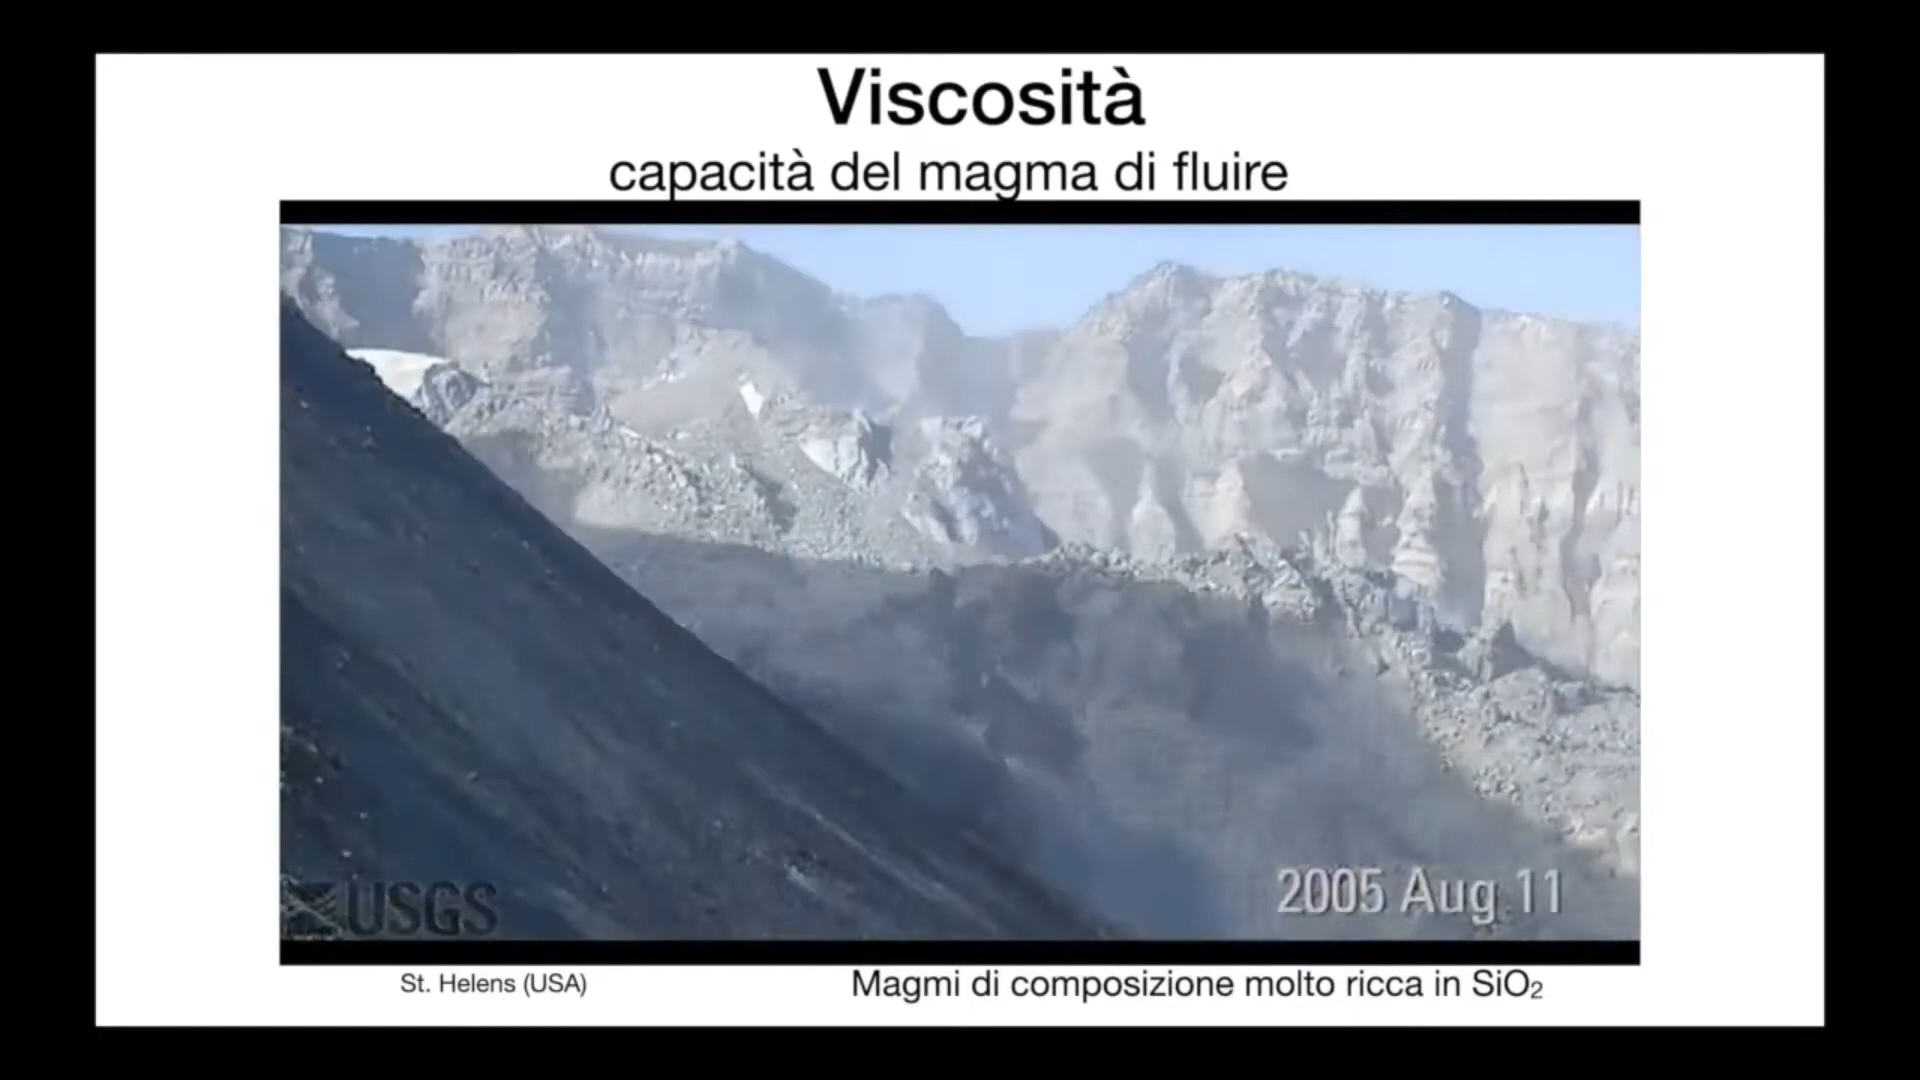 Viscosità
capacità del magma di fluire
USGS
2005 Aug 11
St. Helens (USA)
Magmi di composizione molto ricca in SiO₂